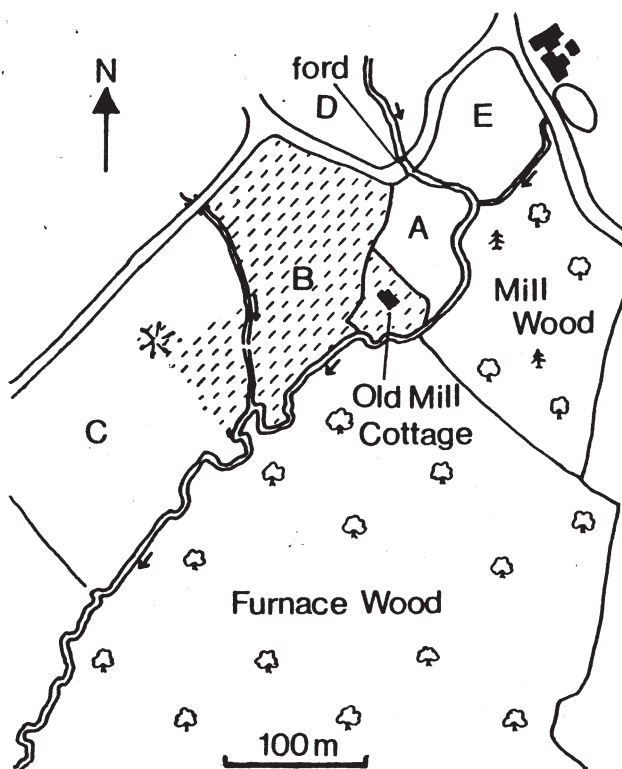 N
ford
D
E
A
B
Mill
Wood
Old Mill
Cottage
C
Furnace Wood
100 m